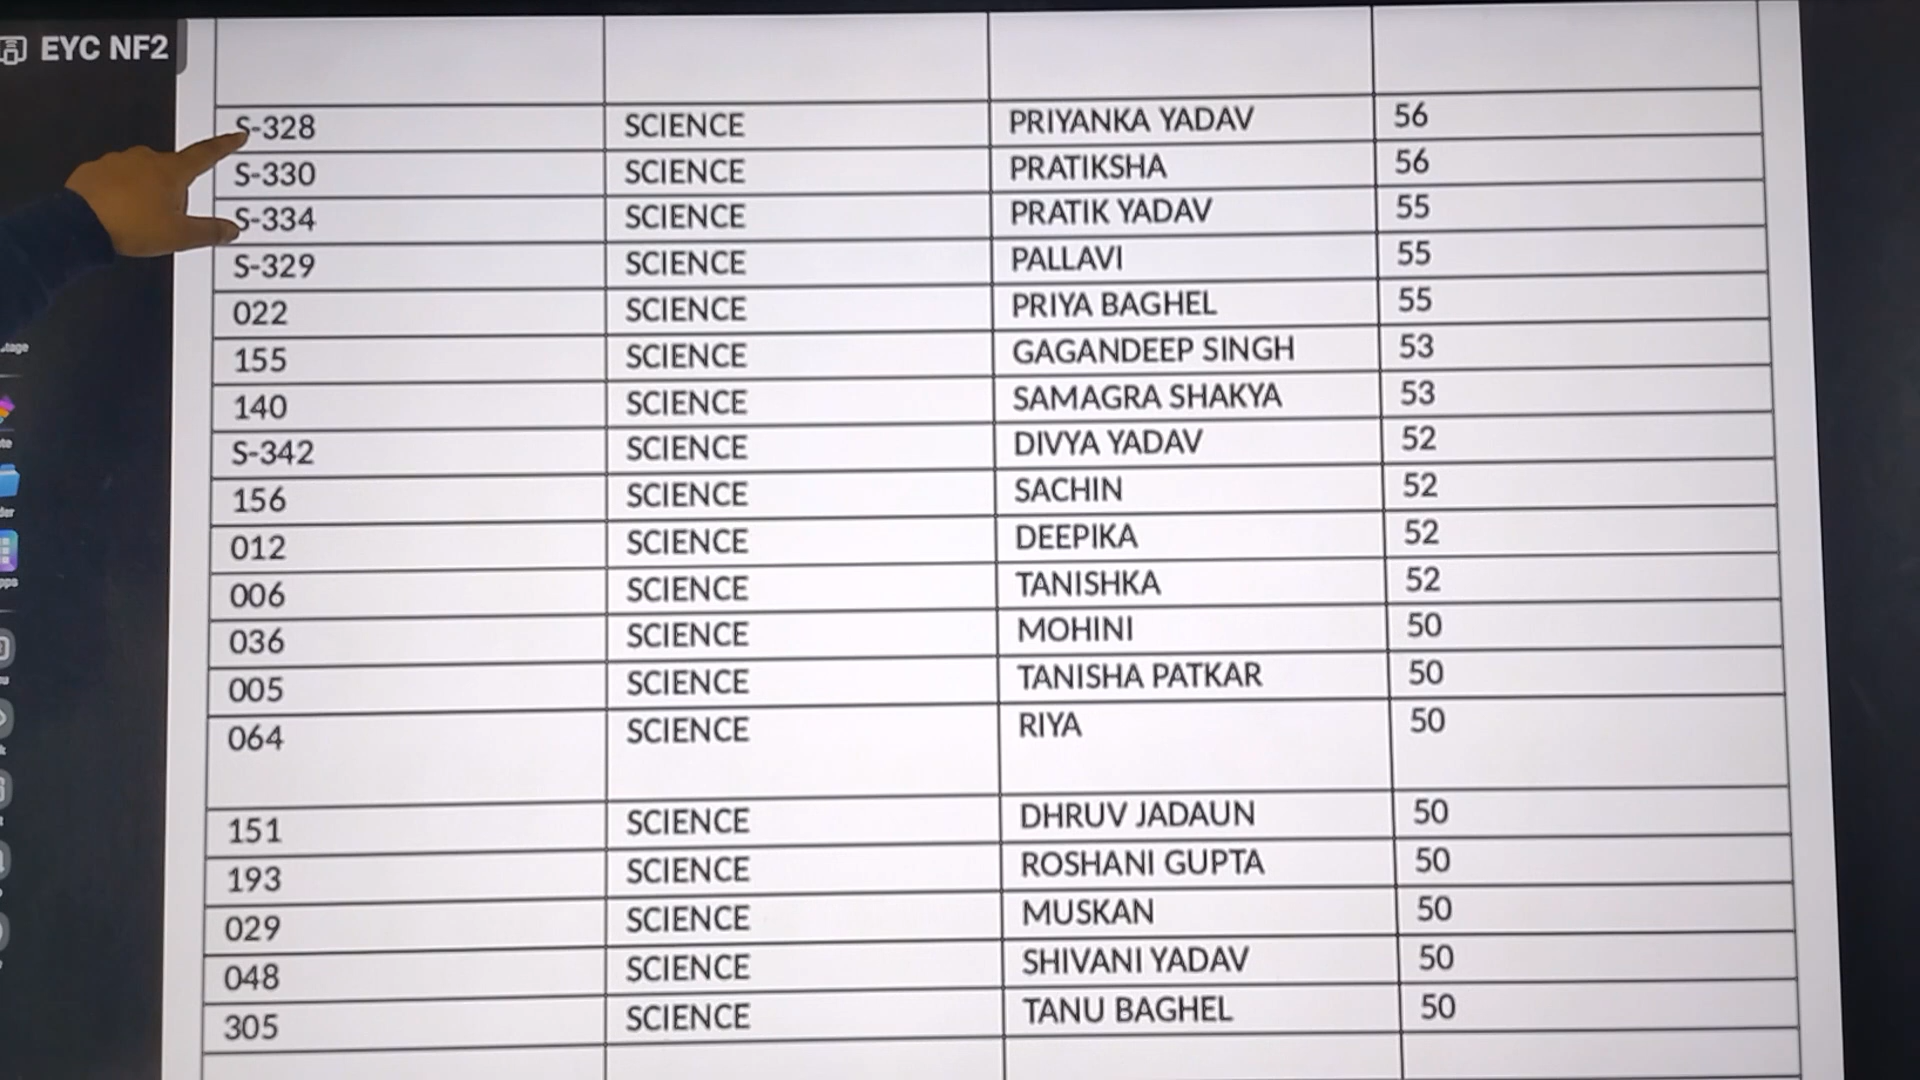 EYC NF2
S-328 SCIENCE PRIYANKA YADAV 56
S-330 SCIENCE PRATIKSHA 56
S-334 SCIENCE PRATIK YADAV 55
S-329 SCIENCE PALLAVI 55
022 SCIENCE PRIYA BAGHEL 55
155 SCIENCE GAGANDEEP SINGH 53
140 SCIENCE SAMAGRA SHAKYA 53
S-342 SCIENCE DIVYA YADAV 52
156 SCIENCE SACHIN 52
012 SCIENCE DEEPIKA 52
006 SCIENCE TANISHKA 52
036 SCIENCE MOHINI 50
005 SCIENCE TANISHA PATKAR 50
064 SCIENCE RIYA 50
151 SCIENCE DHRUV JADAUN 50
193 SCIENCE ROSHANI GUPTA 50
029 SCIENCE MUSKAN 50
048 SCIENCE SHIVANI YADAV 50
305 SCIENCE TANU BAGHEL 50